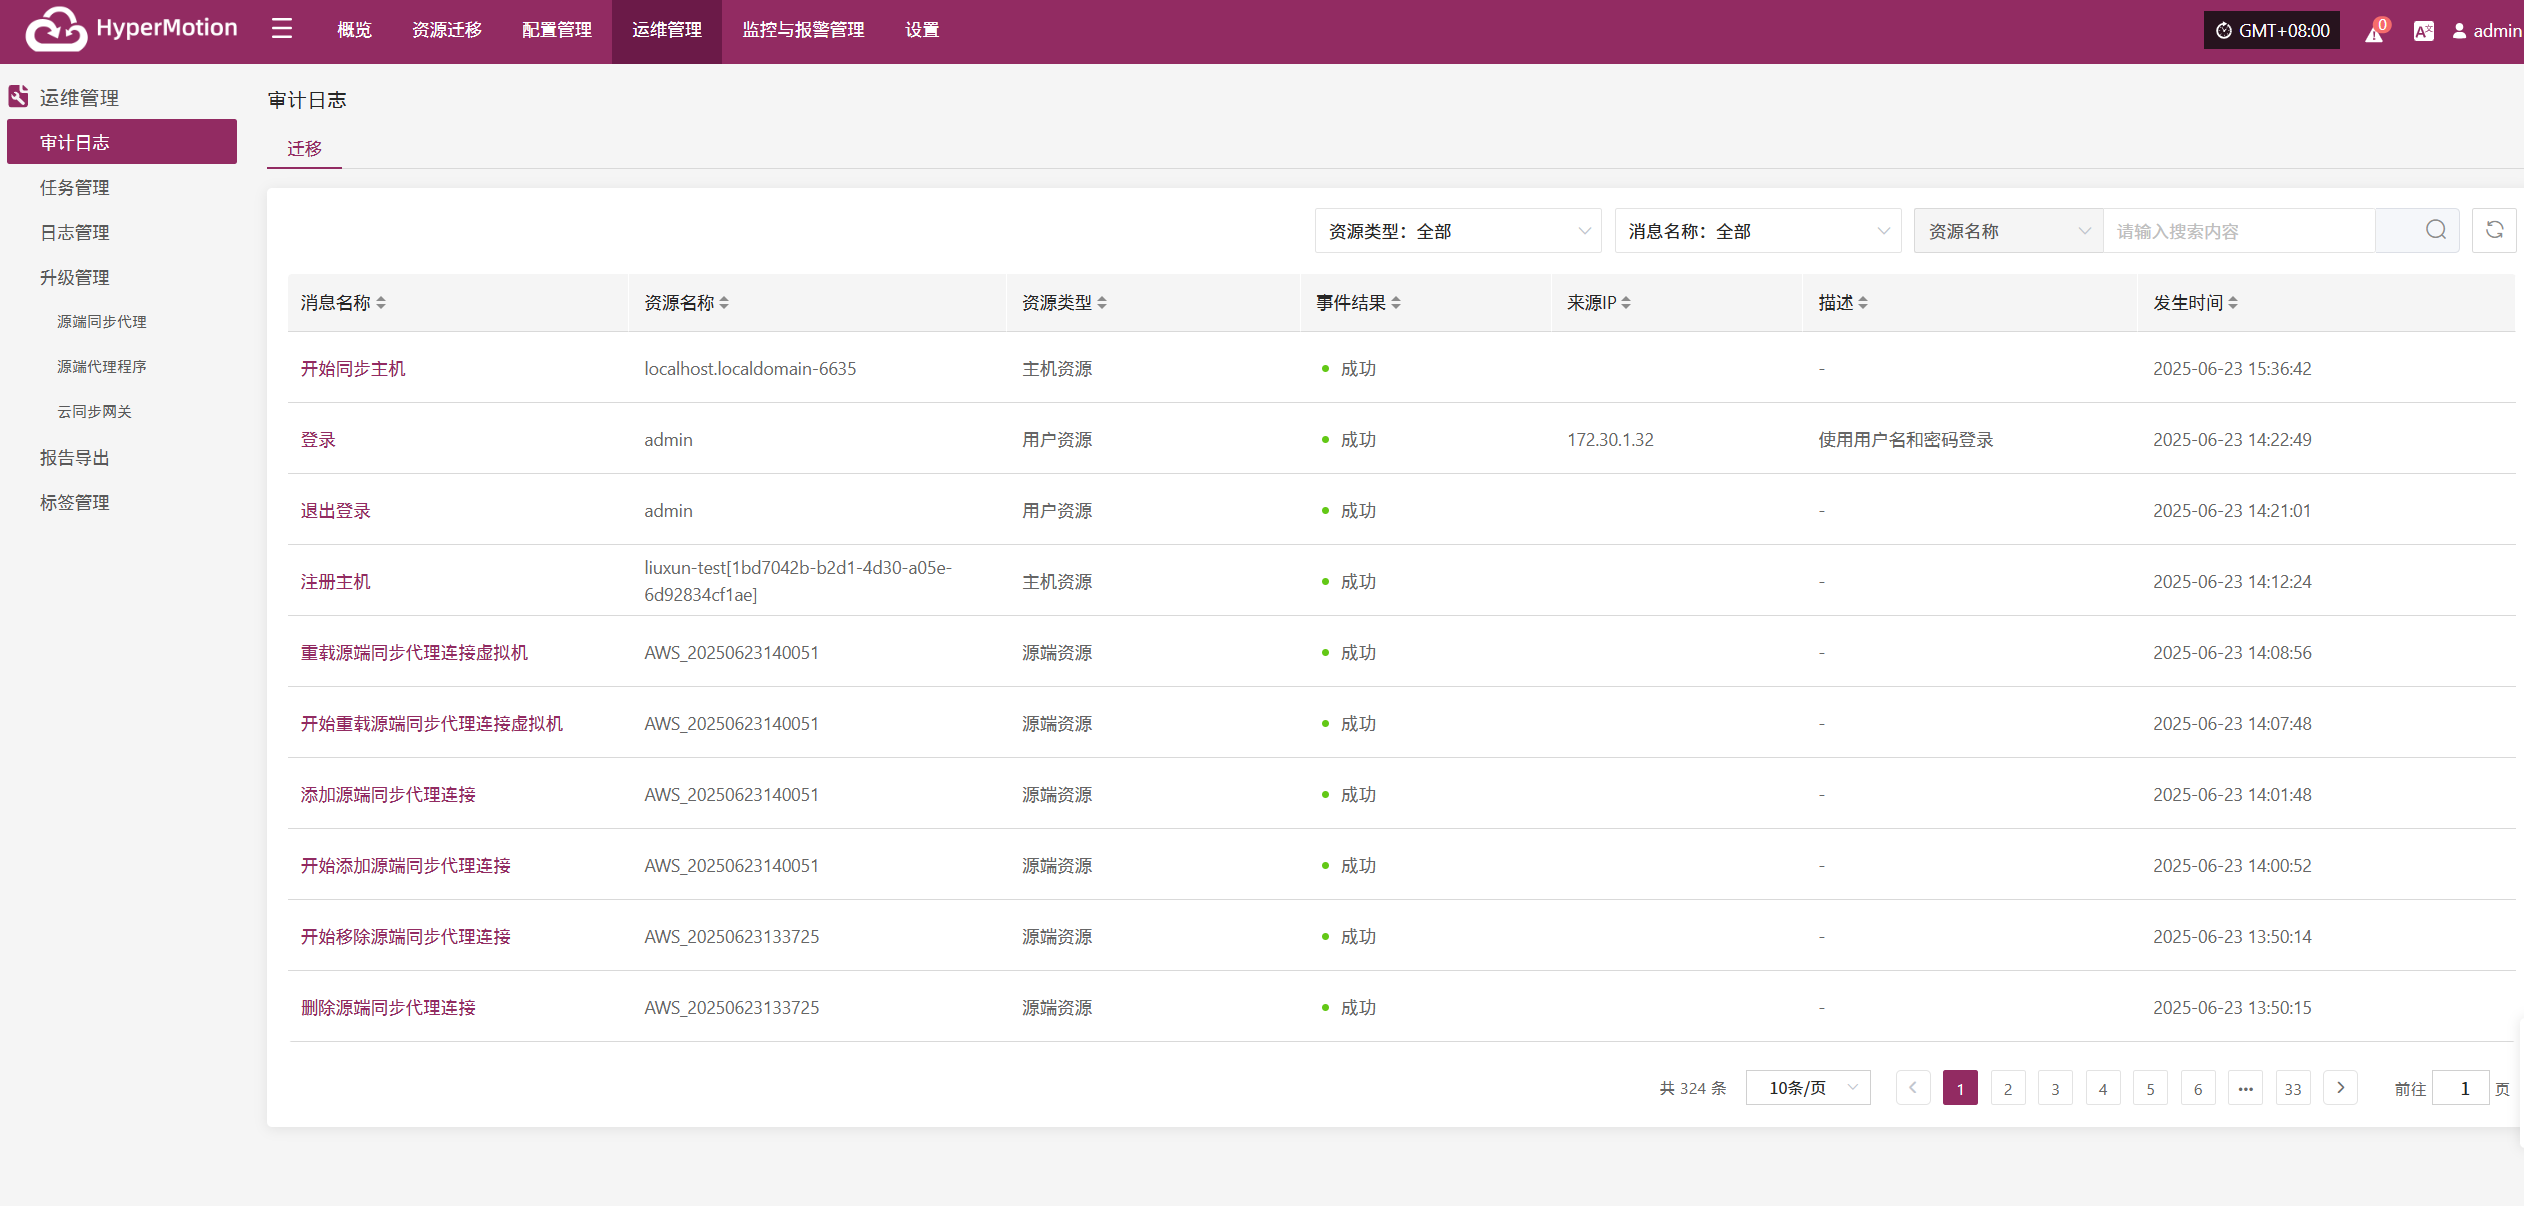 HyperMotion
概览
资源迁移
配置管理
运维管理
监控与报警管理
设置
GMT+08:00
0
admin
运维管理
审计日志
任务管理
日志管理
升级管理
源端同步代理
源端代理程序
云同步网关
报告导出
标签管理
审计日志
迁移
资源类型：全部
消息名称：全部
资源名称
请输入搜索内容
消息名称 资源名称 资源类型 事件结果 来源IP 描述 发生时间
开始同步主机 localhost.localdomain-6635 主机资源 成功 - 2025-06-23 15:36:42
登录 admin 用户资源 成功 172.30.1.32 使用用户名和密码登录 2025-06-23 14:22:49
退出登录 admin 用户资源 成功 - 2025-06-23 14:21:01
注册主机 liuxun-test[1bd7042b-b2d1-4d30-a05e-
6d92834cf1ae] 主机资源 成功 - 2025-06-23 14:12:24
重载源端同步代理连接虚拟机 AWS_20250623140051 源端资源 成功 - 2025-06-23 14:08:56
开始重载源端同步代理连接虚拟机 AWS_20250623140051 源端资源 成功 - 2025-06-23 14:07:48
添加源端同步代理连接 AWS_20250623140051 源端资源 成功 - 2025-06-23 14:01:48
开始添加源端同步代理连接 AWS_20250623140051 源端资源 成功 - 2025-06-23 14:00:52
开始移除源端同步代理连接 AWS_20250623133725 源端资源 成功 - 2025-06-23 13:50:14
删除源端同步代理连接 AWS_20250623133725 源端资源 成功 - 2025-06-23 13:50:15
共 324 条 10条/页 1 2 3 4 5 6 ••• 33 前往 1 页